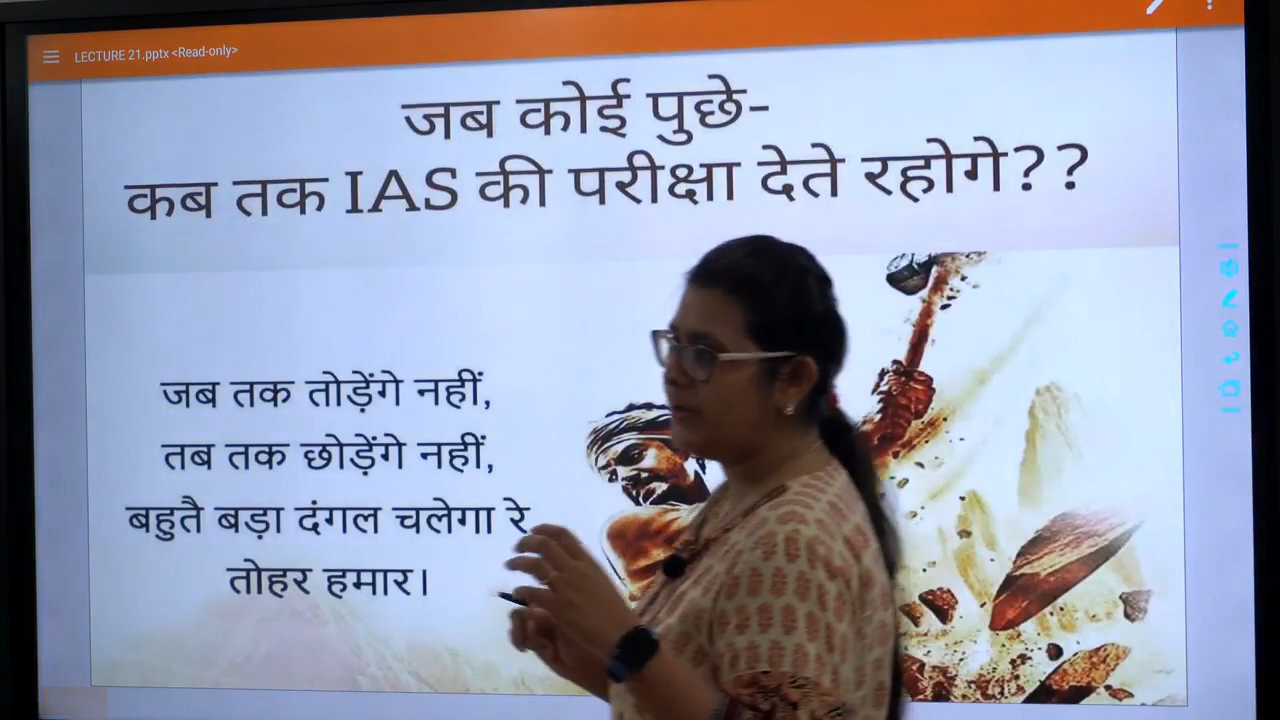 LECTURE 21.pptx <Read-only>
जब कोई पुछे-
कब तक IAS की परीक्षा देते रहोगे??
जब तक तोड़ेंगे नहीं,
तब तक छोड़ेंगे नहीं,
बहुतै बड़ा दंगल चलेगा रे
तोहर हमार।